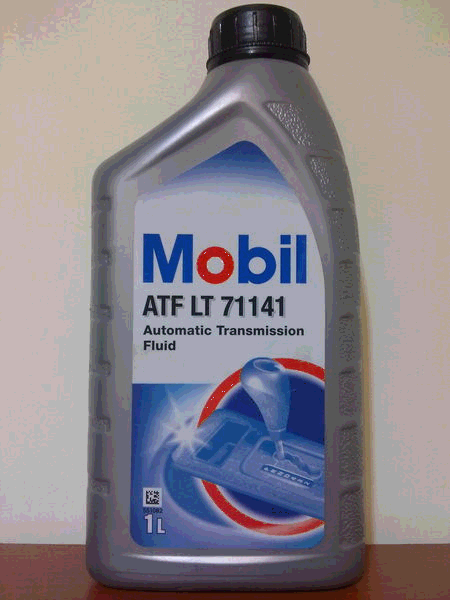 Mobil
ATF LT 71141
Automatic Transmission
Fluid
1L